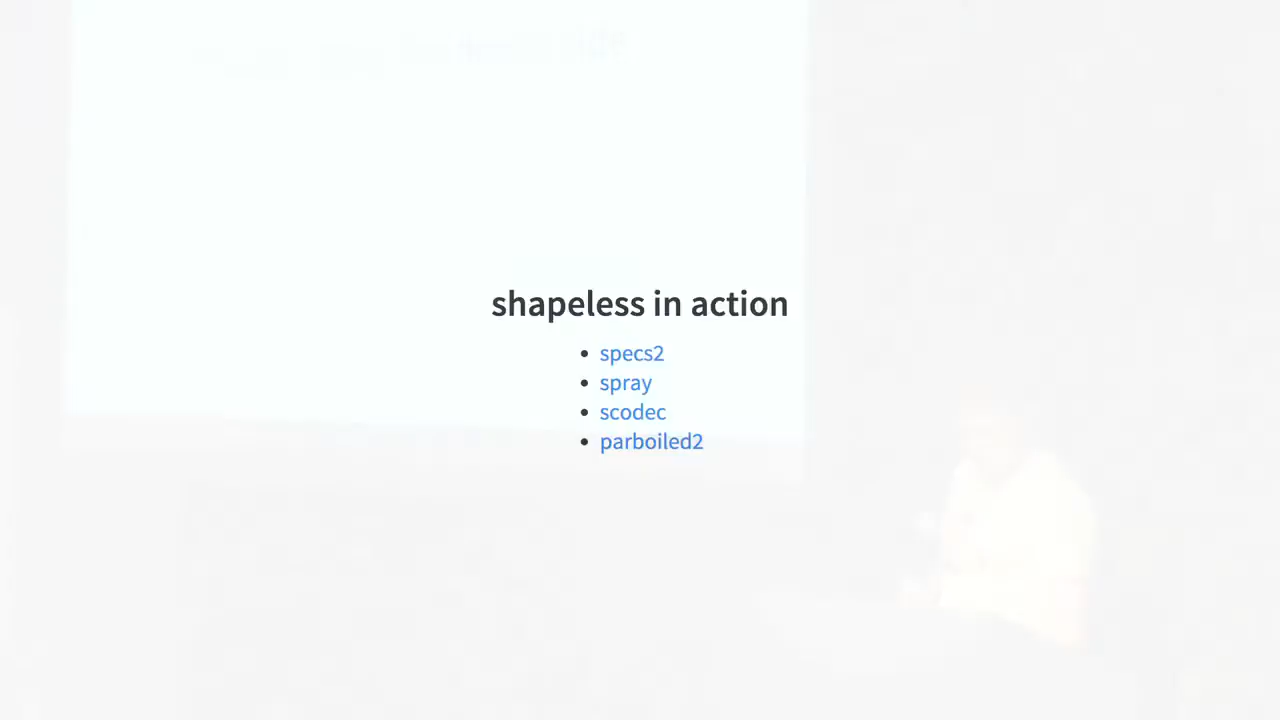 shapeless in action
• specs2
• spray
• scodec
• parboiled2